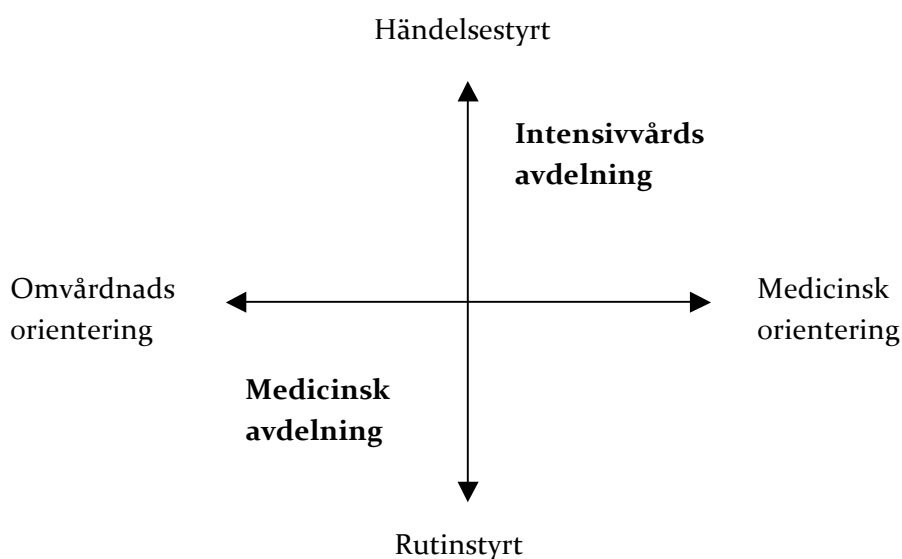 Händelsestyrt
Intensivvårds
avdelning
Omvårdnads
orientering
Medicinsk
orientering
Medicinsk
avdelning
Rutinstyrt